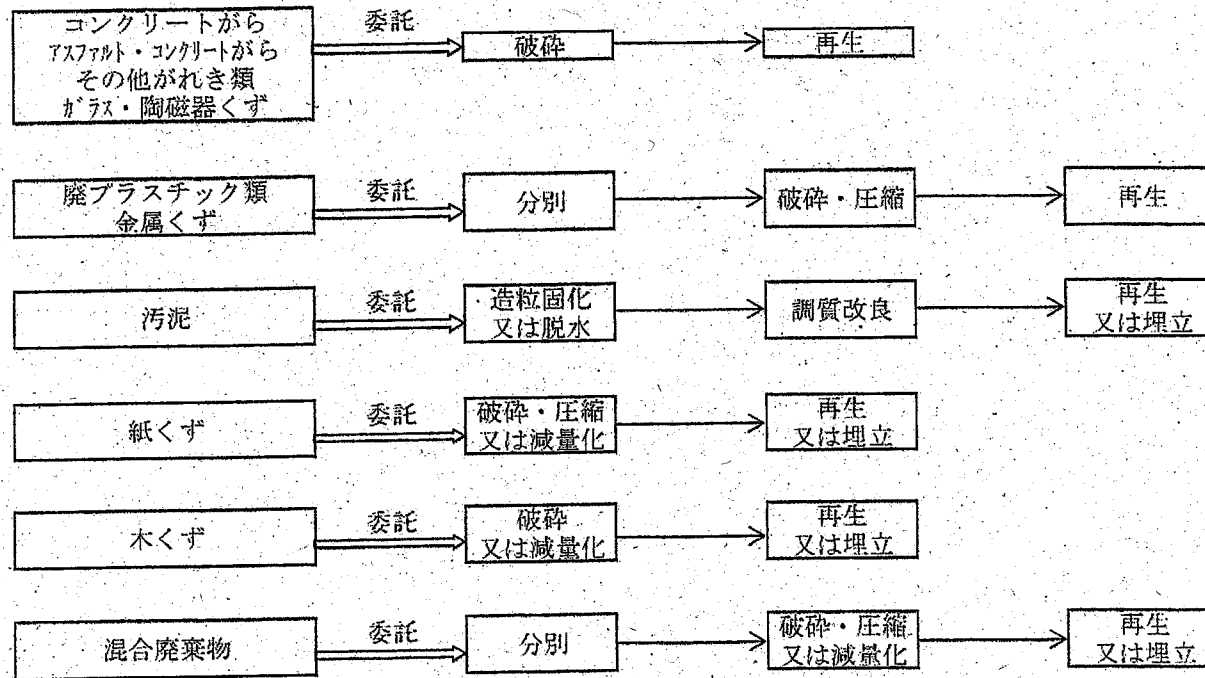 コンクリートがら
アスファルト・コンクリートがら
その他がれき類
ガラス・陶磁器くず
委託
破砕
再生
廃プラスチック類
金属くず
委託
分別
破砕・圧縮
再生
汚泥
委託
造粒固化
又は脱水
調質改良
再生
又は埋立
紙くず
委託
破砕・圧縮
又は減量化
再生
又は埋立
木くず
委託
破砕
又は減量化
再生
又は埋立
混合廃棄物
委託
分別
破砕・圧縮
又は減量化
再生
又は埋立